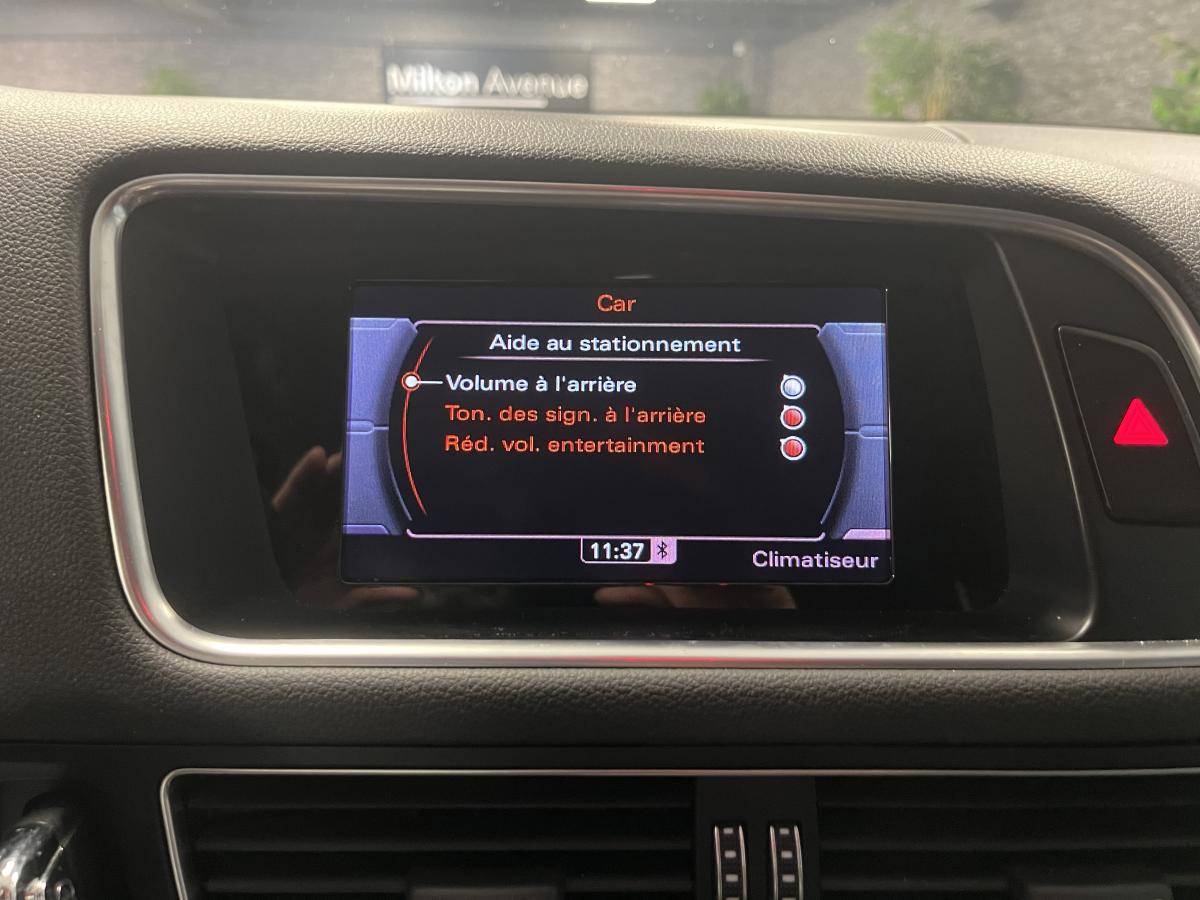 Milton Avenue
Car
Aide au stationnement
Volume à l'arrière
Ton. des sign. à l'arrière
Réd. vol. entertainment
11:37
Climatiseur